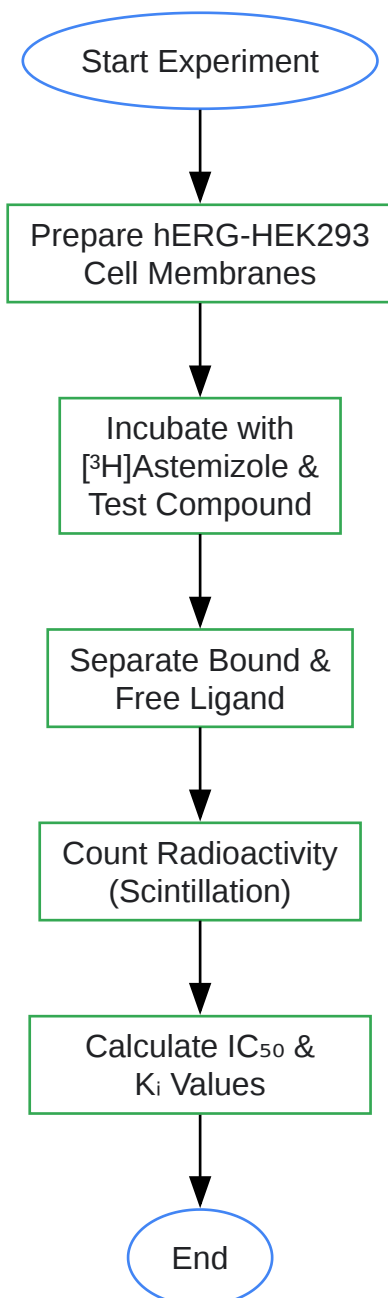 Start Experiment
Prepare hERG-HEK293
Cell Membranes
Incubate with
[³H]Astemizole &
Test Compound
Separate Bound &
Free Ligand
Count Radioactivity
(Scintillation)
Calculate IC₅₀ &
Kᵢ Values
End